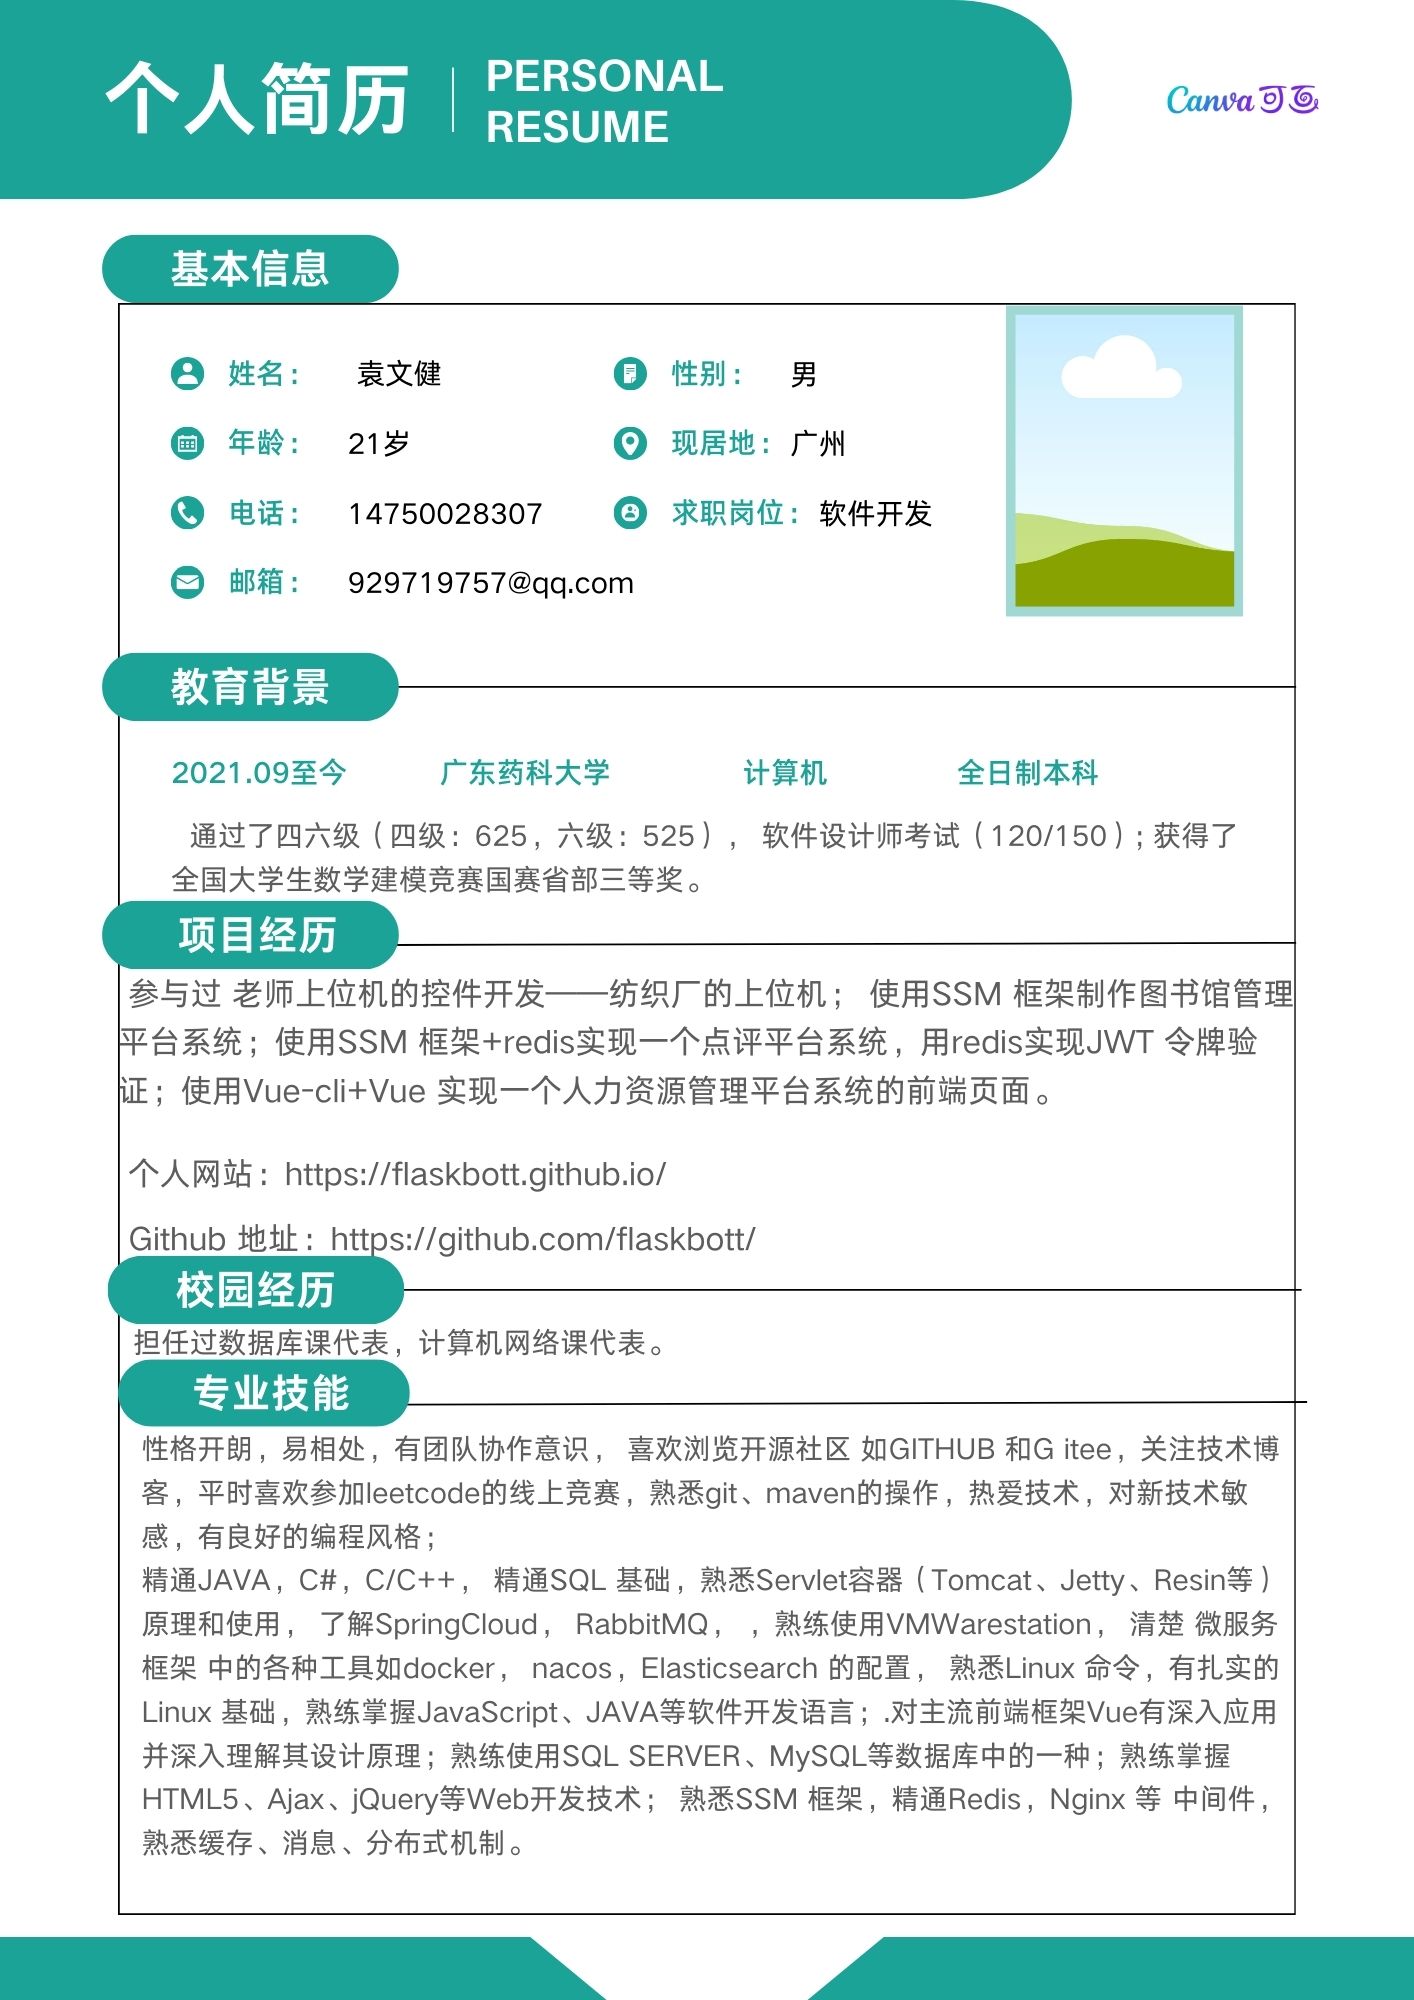 个人简历
PERSONAL
RESUME
Canva可画
基本信息
姓名： 袁文健 性别： 男
年龄： 21岁 现居地： 广州
电话： 14750028307 求职岗位： 软件开发
邮箱： 929719757@qq.com
教育背景
2021.09至今 广东药科大学 计算机 全日制本科
通过了四六级（四级：625，六级：525）， 软件设计师考试（120/150）; 获得了
全国大学生数学建模竞赛国赛省部三等奖。
项目经历
参与过 老师上位机的控件开发——纺织厂的上位机； 使用SSM 框架制作图书馆管理
平台系统；使用SSM 框架+redis实现一个点评平台系统，用redis实现JWT 令牌验
证；使用Vue-cli+Vue 实现一个人力资源管理平台系统的前端页面。
个人网站：https://flaskbott.github.io/
Github 地址：https://github.com/flaskbott/
校园经历
担任过数据库课代表，计算机网络课代表。
专业技能
性格开朗，易相处，有团队协作意识， 喜欢浏览开源社区 如GITHUB 和G itee，关注技术博
客，平时喜欢参加leetcode的线上竞赛，熟悉git、maven的操作，热爱技术，对新技术敏
感，有良好的编程风格；
精通JAVA，C#，C/C++， 精通SQL 基础，熟悉Servlet容器（Tomcat、Jetty、Resin等）
原理和使用， 了解SpringCloud， RabbitMQ， ，熟练使用VMWarestation， 清楚 微服务
框架 中的各种工具如docker， nacos，Elasticsearch 的配置， 熟悉Linux 命令，有扎实的
Linux 基础，熟练掌握JavaScript、JAVA等软件开发语言；.对主流前端框架Vue有深入应用
并深入理解其设计原理；熟练使用SQL SERVER、MySQL等数据库中的一种；熟练掌握
HTML5、Ajax、jQuery等Web开发技术； 熟悉SSM 框架，精通Redis，Nginx 等 中间件，
熟悉缓存、消息、分布式机制。